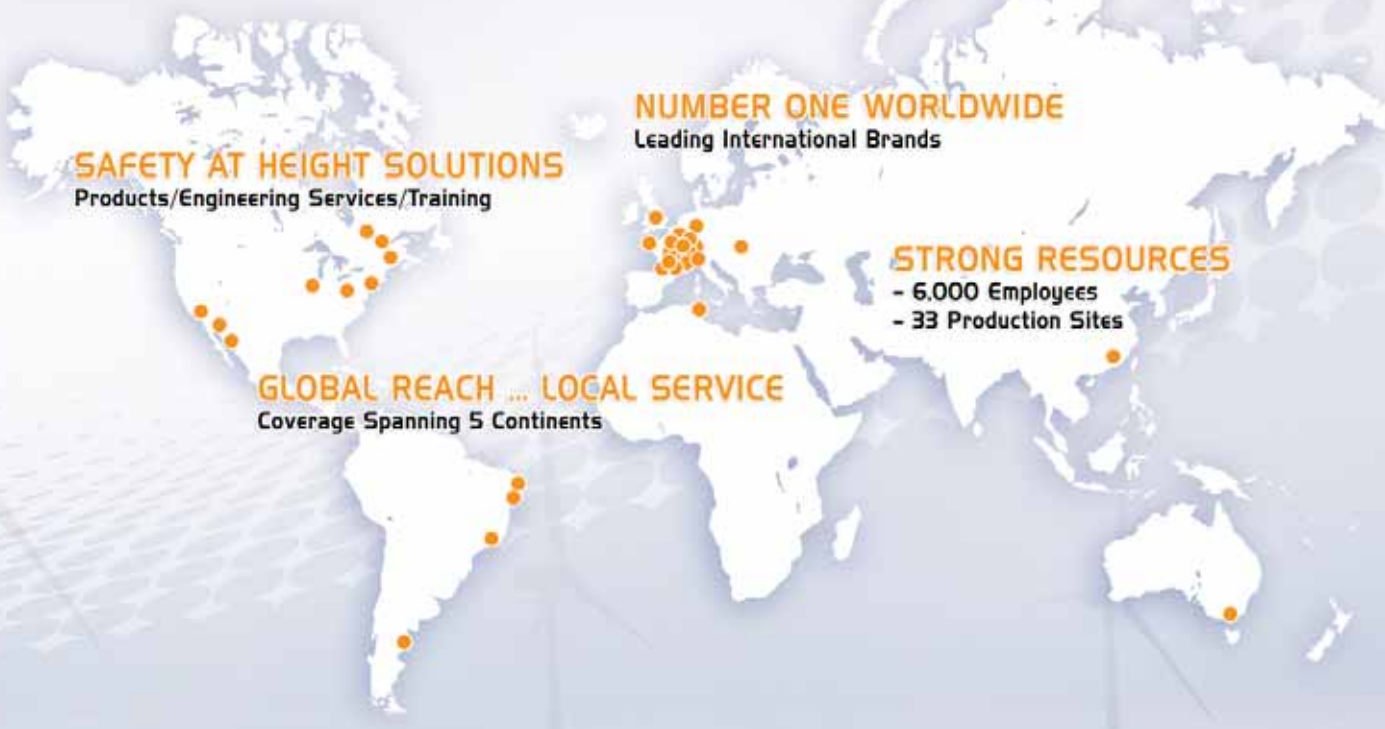 NUMBER ONE WORLDWIDE
Leading International Brands
SAFETY AT HEIGHT SOLUTIONS
Products/Engineering Services/Training
STRONG RESOURCES
- 6.000 Employees
- 33 Production Sites
GLOBAL REACH ... LOCAL SERVICE
Coverage Spanning 5 Continents